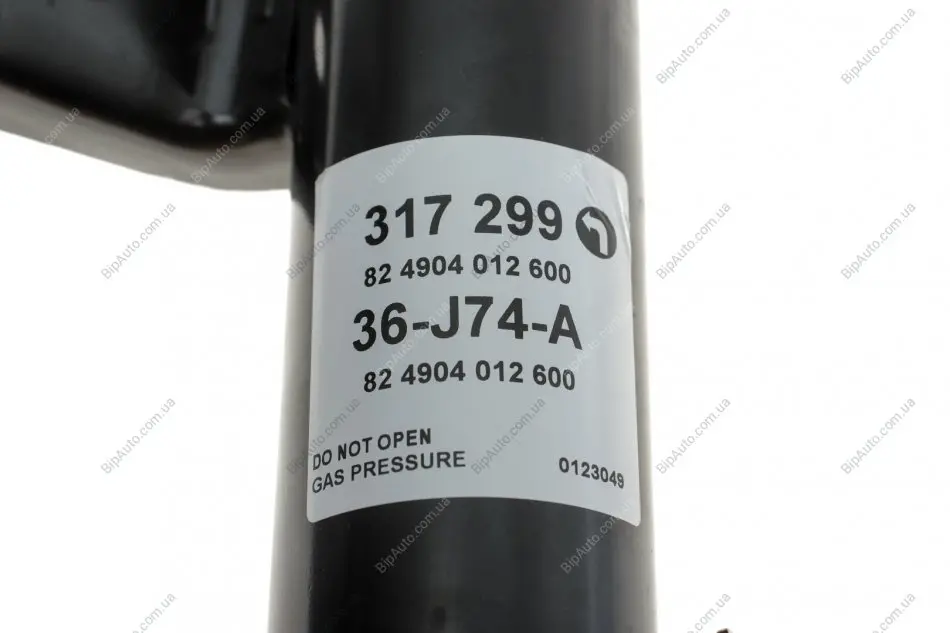 317 299
82 4904 012 600
36-J74-A
82 4904 012 600
DO NOT OPEN
GAS PRESSURE
0123049
BipAuto.com.ua